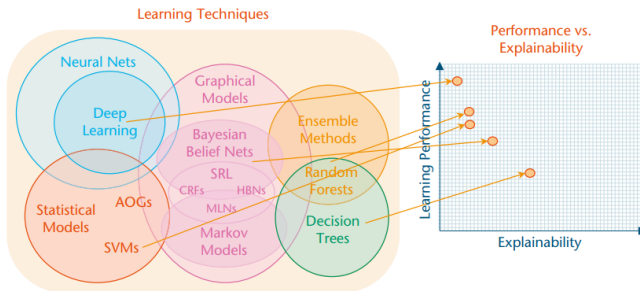 Learning Techniques
Neural Nets
Deep
Learning
Graphical
Models
Bayesian
Belief Nets
SRL
CRFs
HBNs
MLNs
Markov
Models
Ensemble
Methods
Random
Forests
Decision
Trees
Statistical
Models
AOGs
SVMs
Performance vs.
Explainability
Learning Performance
Explainability